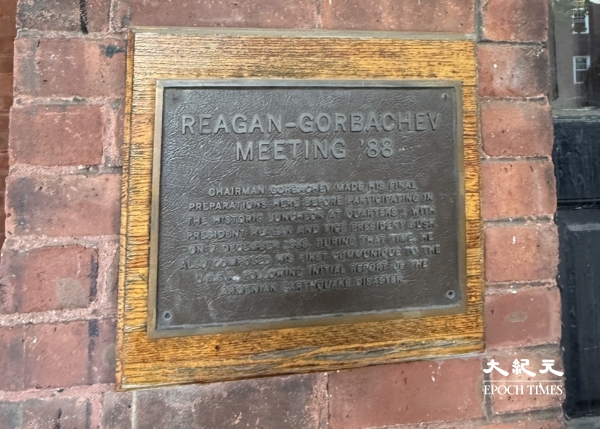 REAGAN-GORBACHEV
MEETING '88
CHAIRMAN GORBACHEV MADE HIS FINAL
PREPARATIONS HERE BEFORE PARTICIPATING IN
THE HISTORIC LUNCHEON AT QUARTERS 1 WITH
PRESIDENT REAGAN AND VICE PRESIDENT BUSH
ON 7 DECEMBER 1988. DURING THAT TIME, HE
ALSO COMPOSED HIS FIRST COMMUNIQUE TO THE
FOLLOWING INITIAL REPORT OF THE
ARMENIAN EARTHQUAKE DISASTER.
大紀元
EPOCH TIMES